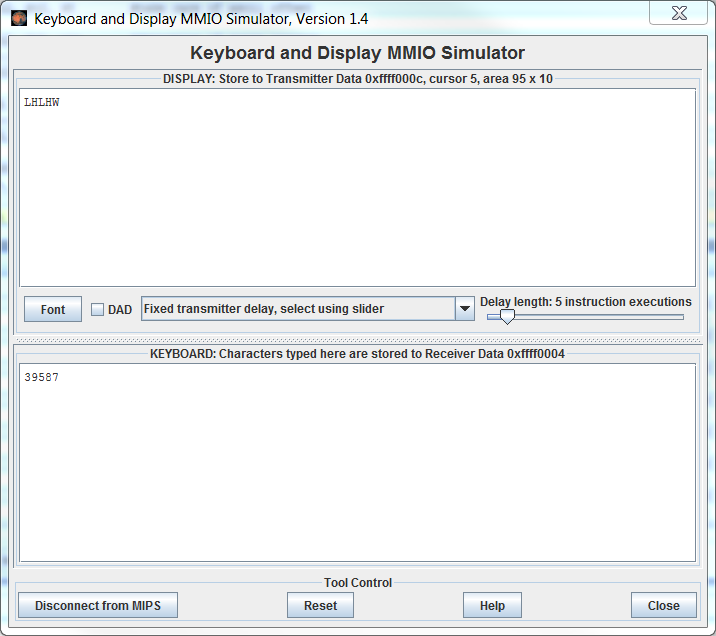 Keyboard and Display MMIO Simulator, Version 1.4
Keyboard and Display MMIO Simulator
DISPLAY: Store to Transmitter Data 0xffff000c, cursor 5, area 95 x 10
LHLHW
Font
DAD
Fixed transmitter delay, select using slider
Delay length: 5 instruction executions
KEYBOARD: Characters typed here are stored to Receiver Data 0xffff0004
39587
Tool Control
Disconnect from MIPS
Reset
Help
Close